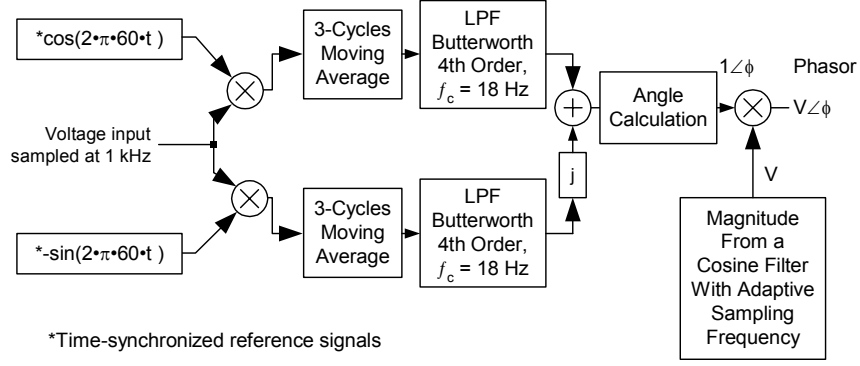 *cos(2•π•60•t )
3-Cycles
Moving
Average
LPF
Butterworth
4th Order,
fc = 18 Hz
Voltage input
sampled at 1 kHz
Angle
Calculation
1∠ϕ
Phasor
V∠ϕ
j
V
*-sin(2•π•60•t )
3-Cycles
Moving
Average
LPF
Butterworth
4th Order,
fc = 18 Hz
Magnitude
From a
Cosine Filter
With Adaptive
Sampling
Frequency
*Time-synchronized reference signals